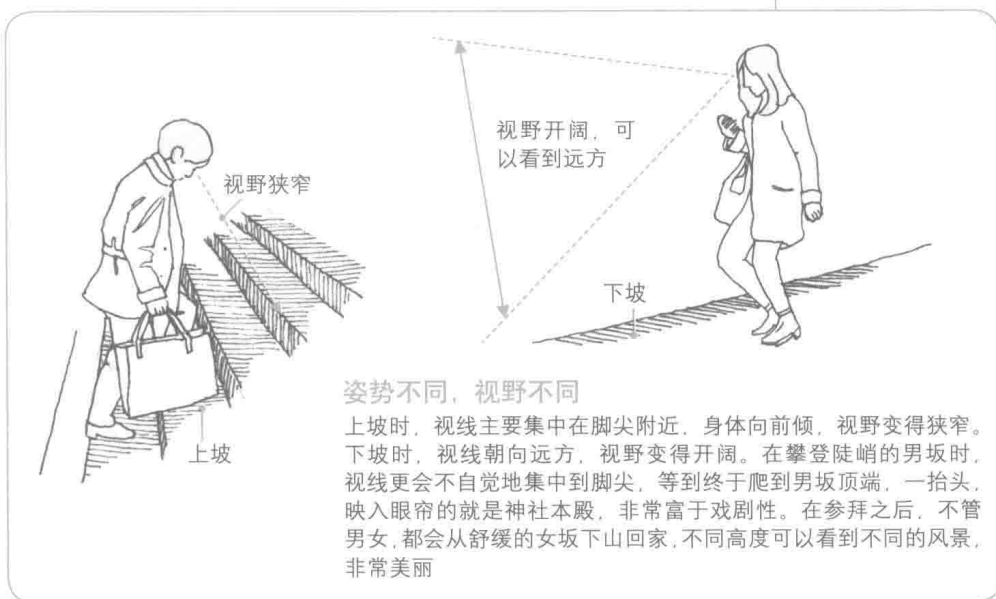 视野开阔，可
以看到远方
视野狭窄
下坡
上坡
姿势不同，视野不同
上坡时，视线主要集中在脚尖附近，身体向前倾，视野变得狭窄。
下坡时，视线朝向远方，视野变得开阔。在攀登陡峭的男坂时，
视线更会不自觉地集中到脚尖，等到终于爬到男坂顶端，一抬头，
映入眼帘的就是神社本殿，非常富于戏剧性。在参拜之后，不管
男女，都会从舒缓的女坂下山回家，不同高度可以看到不同的风景，
非常美丽